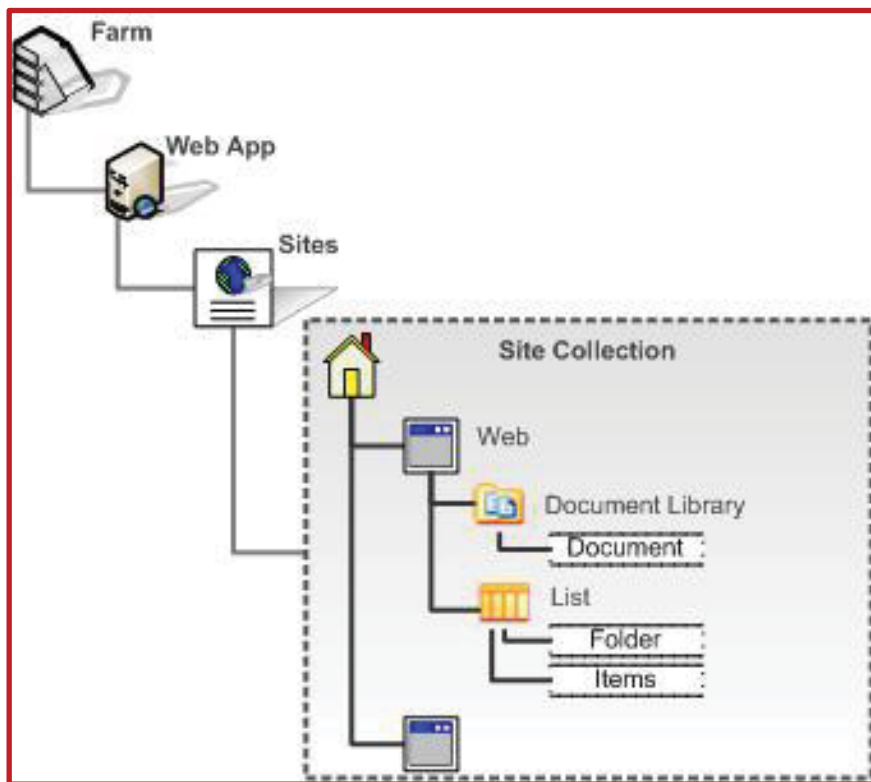 Farm
Web App
Sites
Site Collection
Web
Document Library
Document
List
Folder
Items